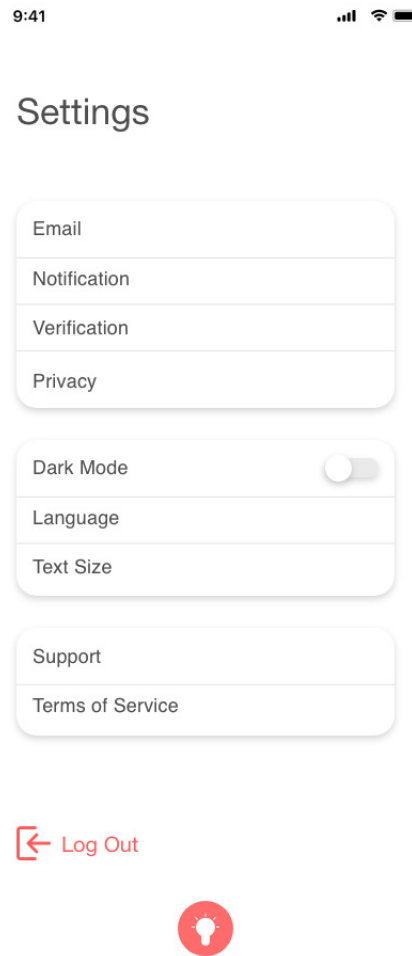 9:41
Settings
Email
Notification
Verification
Privacy
Dark Mode
Language
Text Size
Support
Terms of Service
Log Out